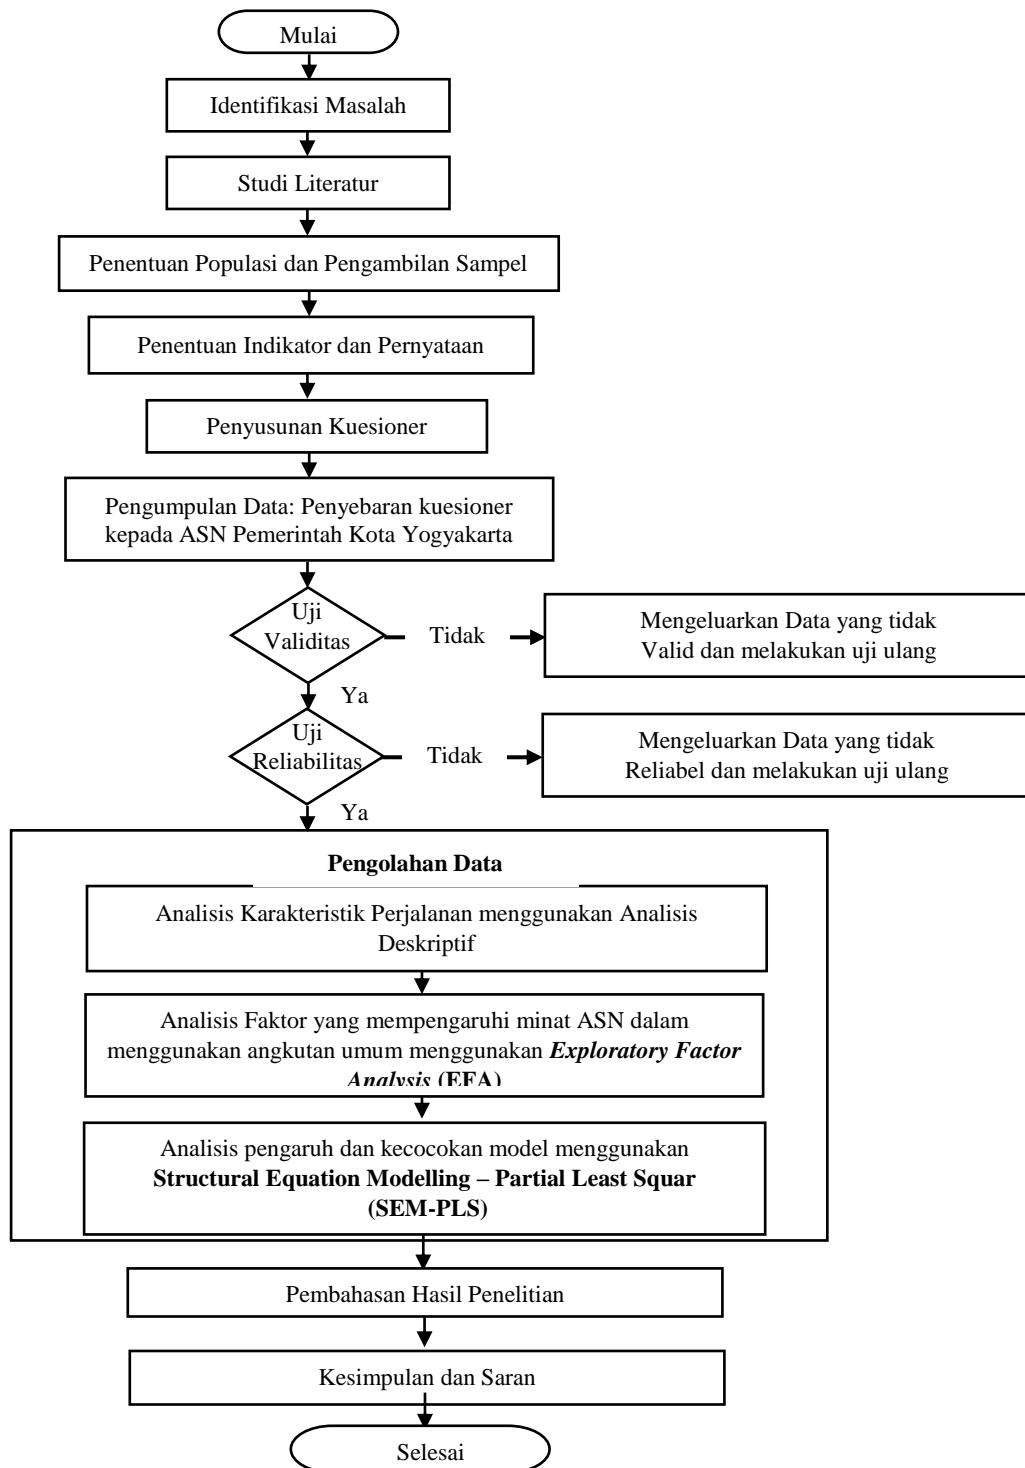 Mulai
Identifikasi Masalah
Studi Literatur
Penentuan Populasi dan Pengambilan Sampel
Penentuan Indikator dan Pernyataan
Penyusunan Kuesioner
Pengumpulan Data: Penyebaran kuesioner
kepada ASN Pemerintah Kota Yogyakarta
Uji
Validitas
Tidak
Mengeluarkan Data yang tidak
Valid dan melakukan uji ulang
Ya
Uji
Reliabilitas
Tidak
Mengeluarkan Data yang tidak
Reliabel dan melakukan uji ulang
Ya
Pengolahan Data
Analisis Karakteristik Perjalanan menggunakan Analisis
Deskriptif
Analisis Faktor yang mempengaruhi minat ASN dalam
menggunakan angkutan umum menggunakan Exploratory Factor
Analysis (EFA)
Analisis pengaruh dan kecocokan model menggunakan
Structural Equation Modelling – Partial Least Squar
(SEM-PLS)
Pembahasan Hasil Penelitian
Kesimpulan dan Saran
Selesai